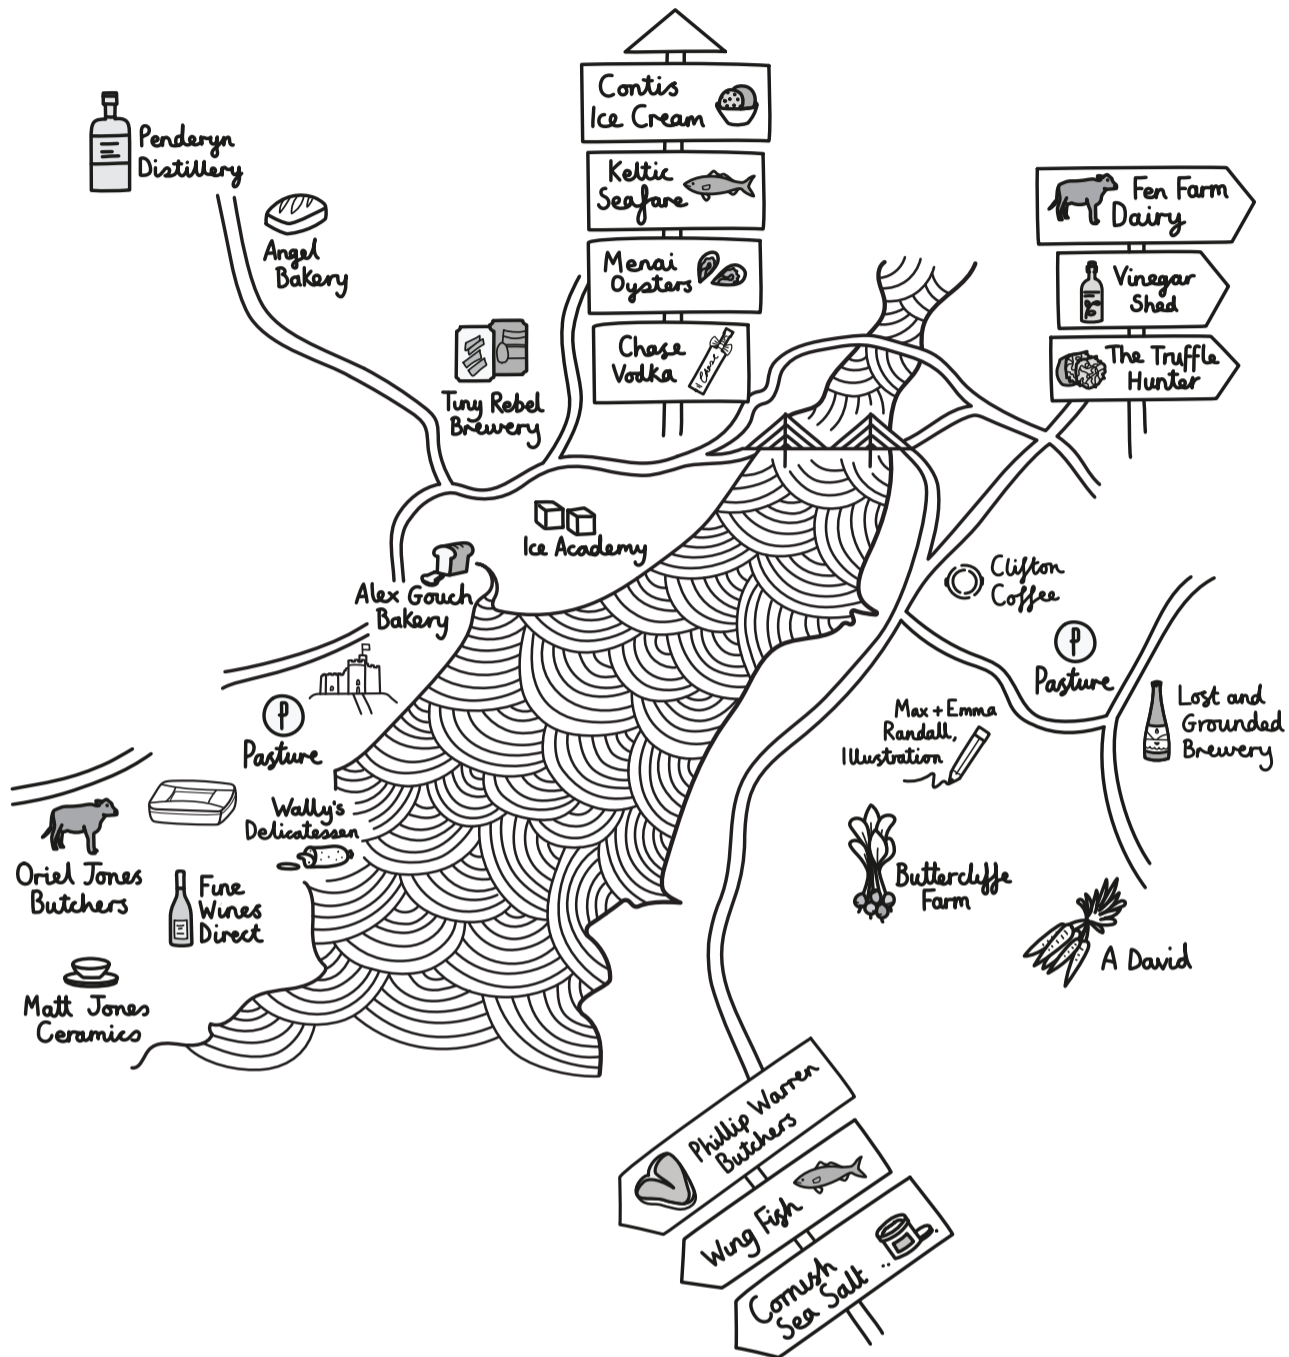 Contis
Ice Cream
Keltic
Seafare
Menai
Oysters
Chase
Vodka
Chase
Penderyn
Distillery
Angel
Bakery
Tiny Rebel
Brewery
Fen Farm
Dairy
Vinegar
Shed
The Truffle
Hunter
Ice Academy
Alex Gouch
Bakery
Clifton
Coffee
P
Pasture
P
Pasture
Max + Emma
Randall,
Illustration
Lost and
Grounded
Brewery
Wally's
Delicatessen
Oriel Jones
Butchers
Fine
Wines
Direct
Matt Jones
Ceramics
Buttercliffe
Farm
A David
Phillip Warren
Butchers
Wing Fish
Cornish
Sea Salt